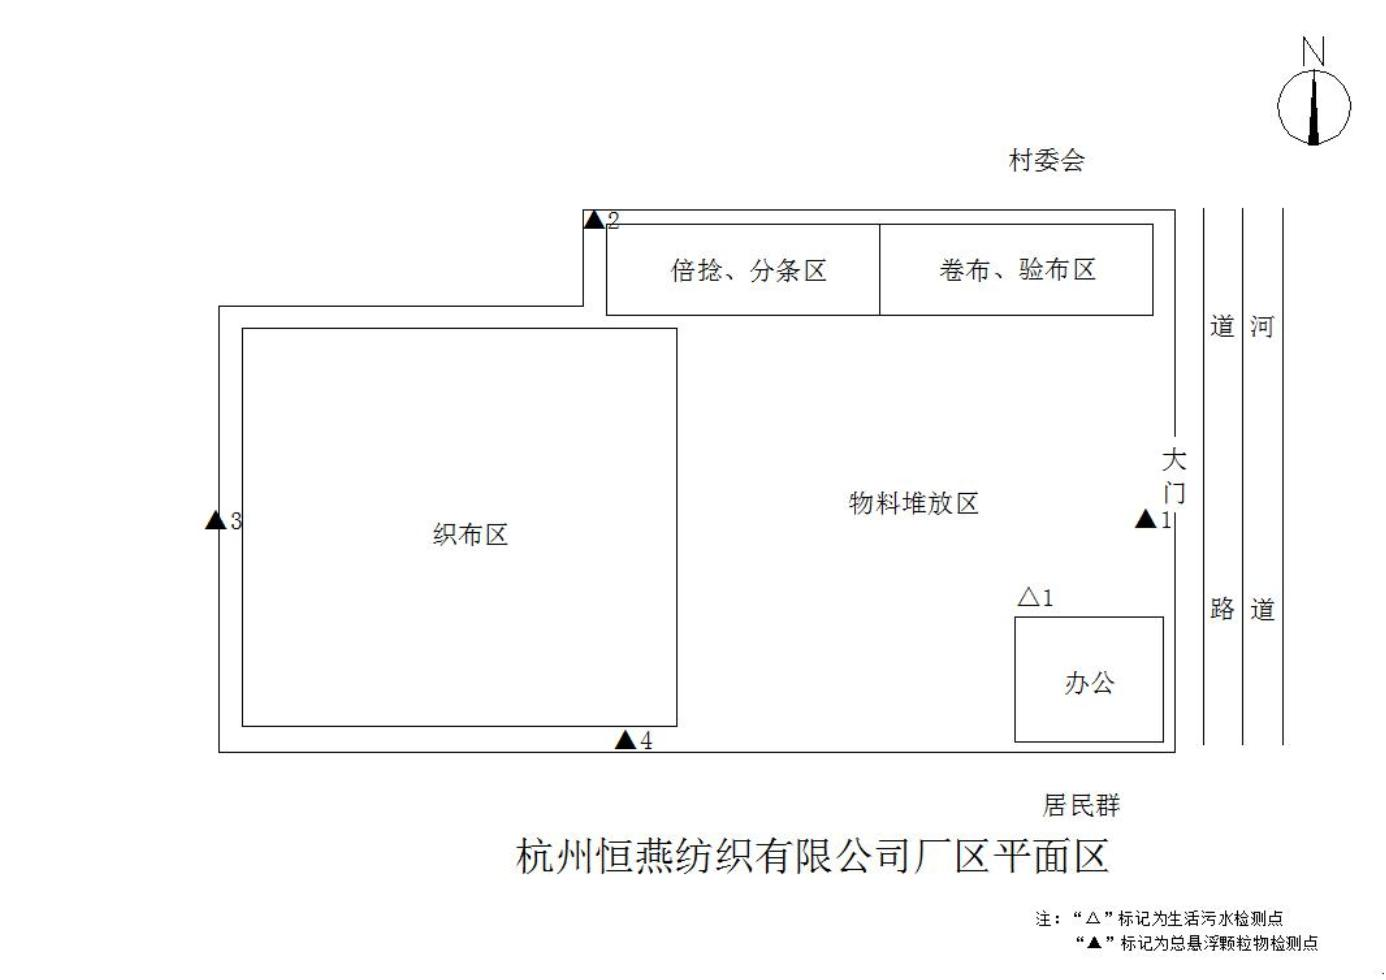 N
村委会
▲2
倍捻、分条区
卷布、验布区
道
河
大
门
物料堆放区
▲1
▲3
织布区
△1
路
道
办公
▲4
居民群
杭州恒燕纺织有限公司厂区平面区
注：“△”标记为生活污水检测点
“▲”标记为总悬浮颗粒物检测点